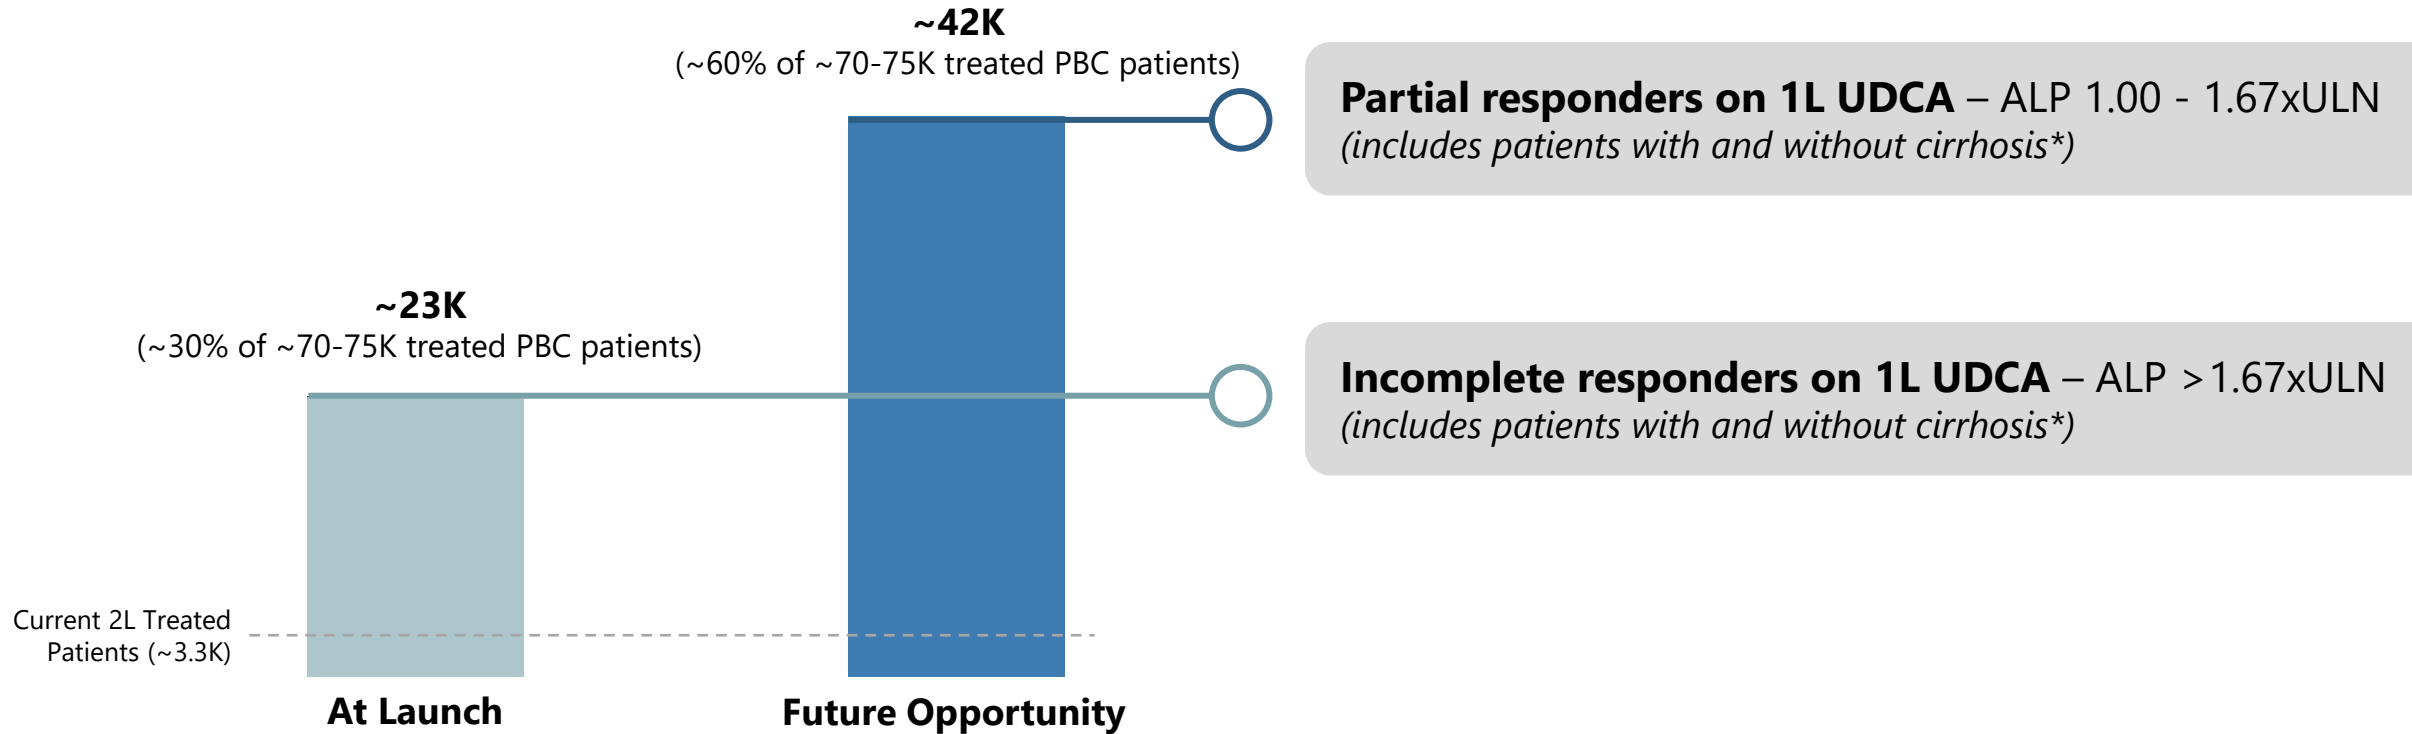 ~42K
(~60% of ~70-75K treated PBC patients)
Partial responders on 1L UDCA – ALP 1.00 - 1.67xULN
(includes patients with and without cirrhosis*)
~23K
(~30% of ~70-75K treated PBC patients)
Incomplete responders on 1L UDCA – ALP >1.67xULN
(includes patients with and without cirrhosis*)
Current 2L Treated
Patients (~3.3K)
At Launch
Future Opportunity